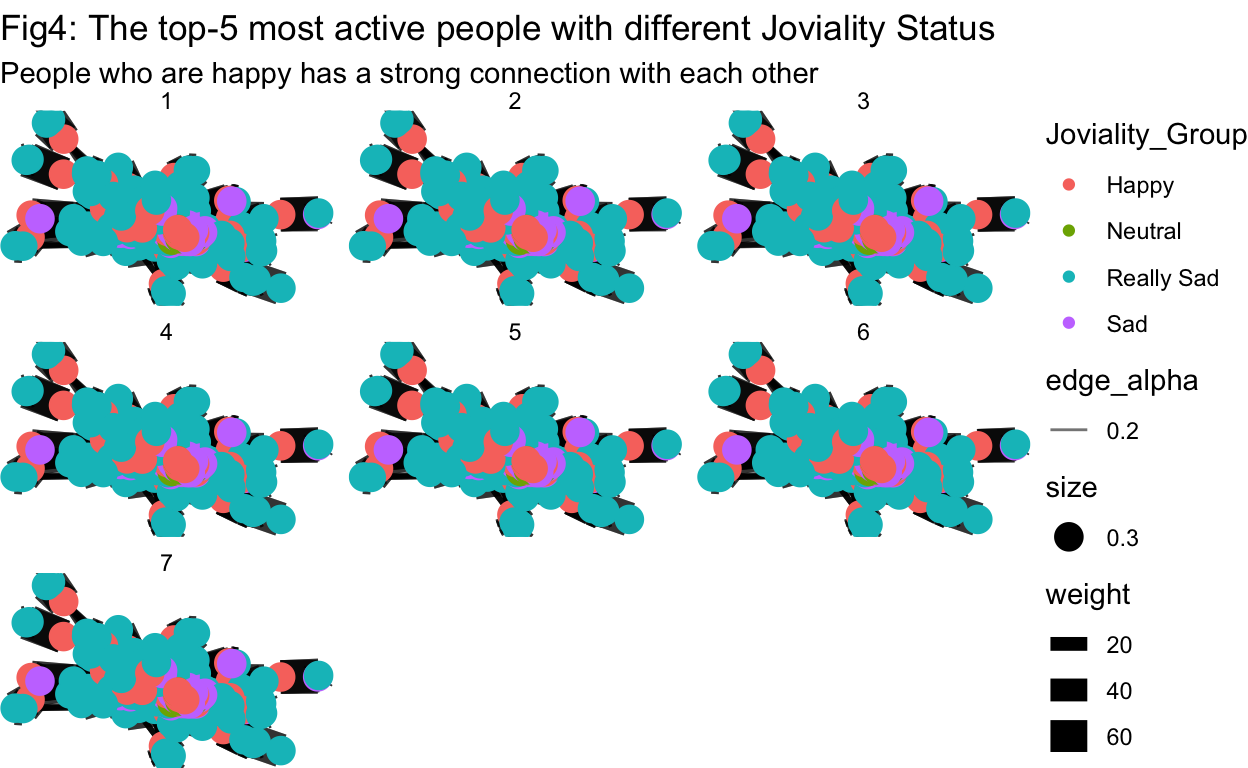 Fig4: The top-5 most active people with different Joviality Status
People who are happy has a strong connection with each other
1
2
3
4
5
6
7
Joviality_Group
Happy
Neutral
Really Sad
Sad
edge_alpha
0.2
size
0.3
weight
20
40
60